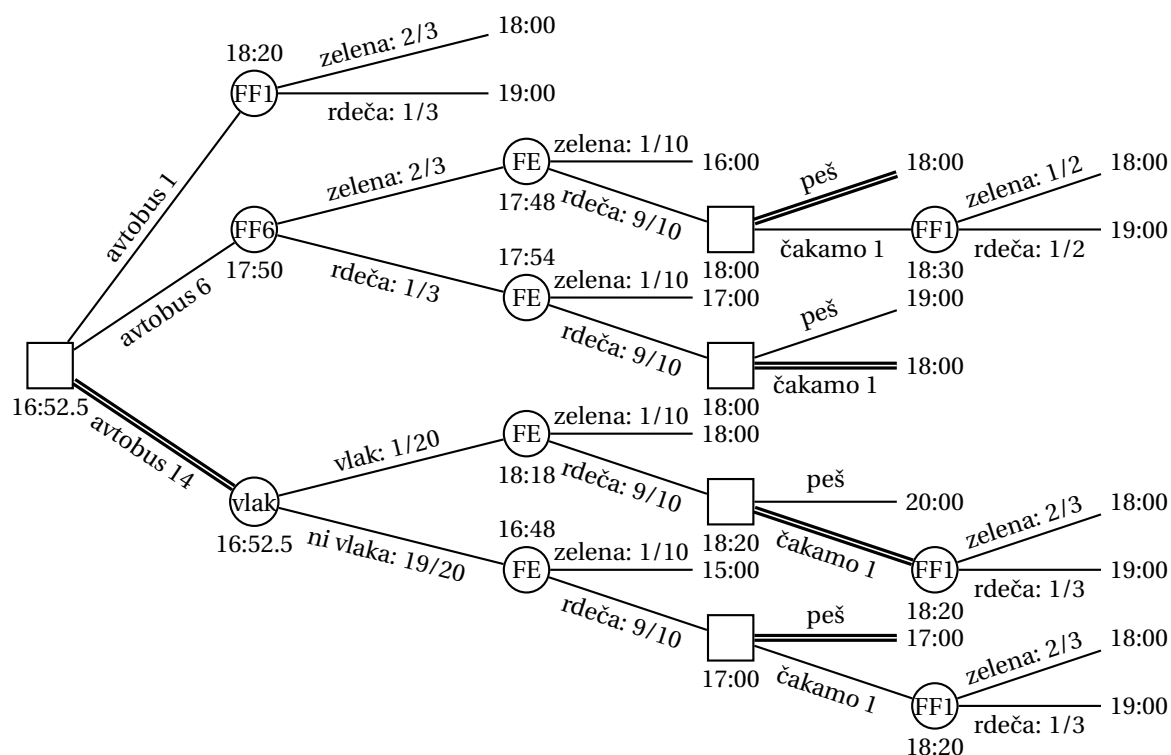 18:20
FF1
zelena: 2/3
18:00
rdeča: 1/3
19:00
avtobus 1
avtobus 6
avtobus 14
16:52.5
FF6
17:50
zelena: 2/3
rdeča: 1/3
FE
17:48
zelena: 1/10
16:00
rdeča: 9/10
18:00
peš
18:00
čakamo 1
FF1
18:30
zelena: 1/2
18:00
rdeča: 1/2
19:00
17:54
FE
zelena: 1/10
17:00
rdeča: 9/10
18:00
peš
19:00
čakamo 1
18:00
vlak
16:52.5
vlak: 1/20
ni vlaka: 19/20
FE
18:18
zelena: 1/10
18:00
rdeča: 9/10
18:20
peš
20:00
čakamo 1
FF1
18:20
zelena: 2/3
18:00
rdeča: 1/3
19:00
16:48
FE
zelena: 1/10
15:00
rdeča: 9/10
17:00
peš
17:00
čakamo 1
FF1
18:20
zelena: 2/3
18:00
rdeča: 1/3
19:00